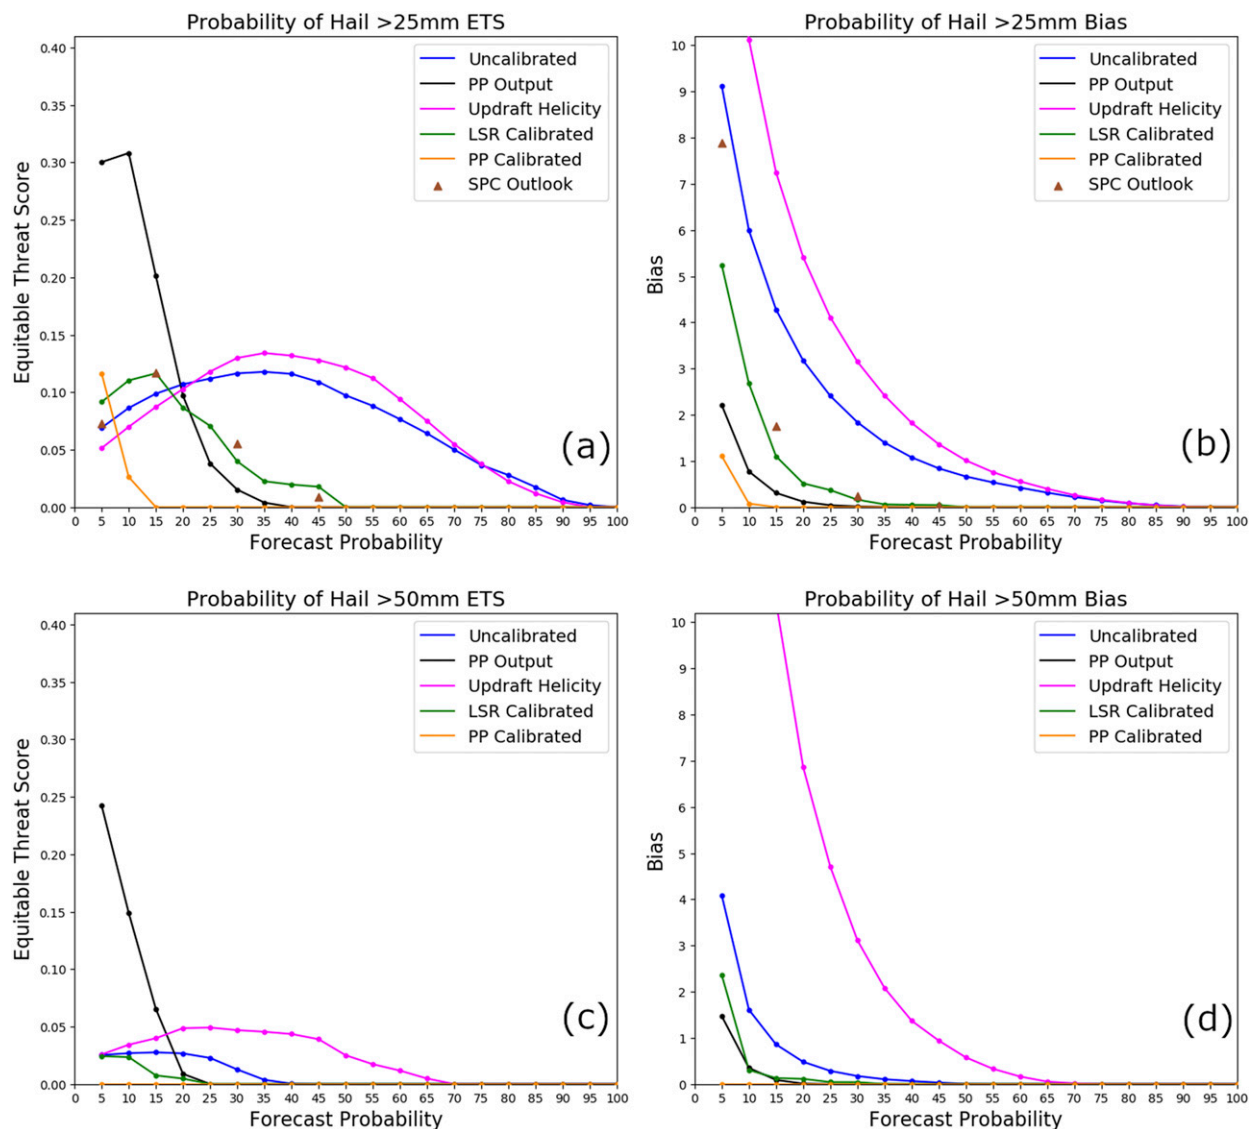 Probability of Hail >25mm ETS
Equitable Threat Score
0.40
0.35
0.30
0.25
0.20
0.15
0.10
0.05
0.00
Uncalibrated
PP Output
Updraft Helicity
LSR Calibrated
PP Calibrated
SPC Outlook
(a)
0 5 10 15 20 25 30 35 40 45 50 55 60 65 70 75 80 85 90 95 100
Forecast Probability
Probability of Hail >25mm Bias
Bias
10
9
8
7
6
5
4
3
2
1
0
Uncalibrated
PP Output
Updraft Helicity
LSR Calibrated
PP Calibrated
SPC Outlook
(b)
0 5 10 15 20 25 30 35 40 45 50 55 60 65 70 75 80 85 90 95 100
Forecast Probability
Probability of Hail >50mm ETS
Equitable Threat Score
0.40
0.35
0.30
0.25
0.20
0.15
0.10
0.05
0.00
Uncalibrated
PP Output
Updraft Helicity
LSR Calibrated
PP Calibrated
(c)
0 5 10 15 20 25 30 35 40 45 50 55 60 65 70 75 80 85 90 95 100
Forecast Probability
Probability of Hail >50mm Bias
Bias
10
9
8
7
6
5
4
3
2
1
0
Uncalibrated
PP Output
Updraft Helicity
LSR Calibrated
PP Calibrated
(d)
0 5 10 15 20 25 30 35 40 45 50 55 60 65 70 75 80 85 90 95 100
Forecast Probability